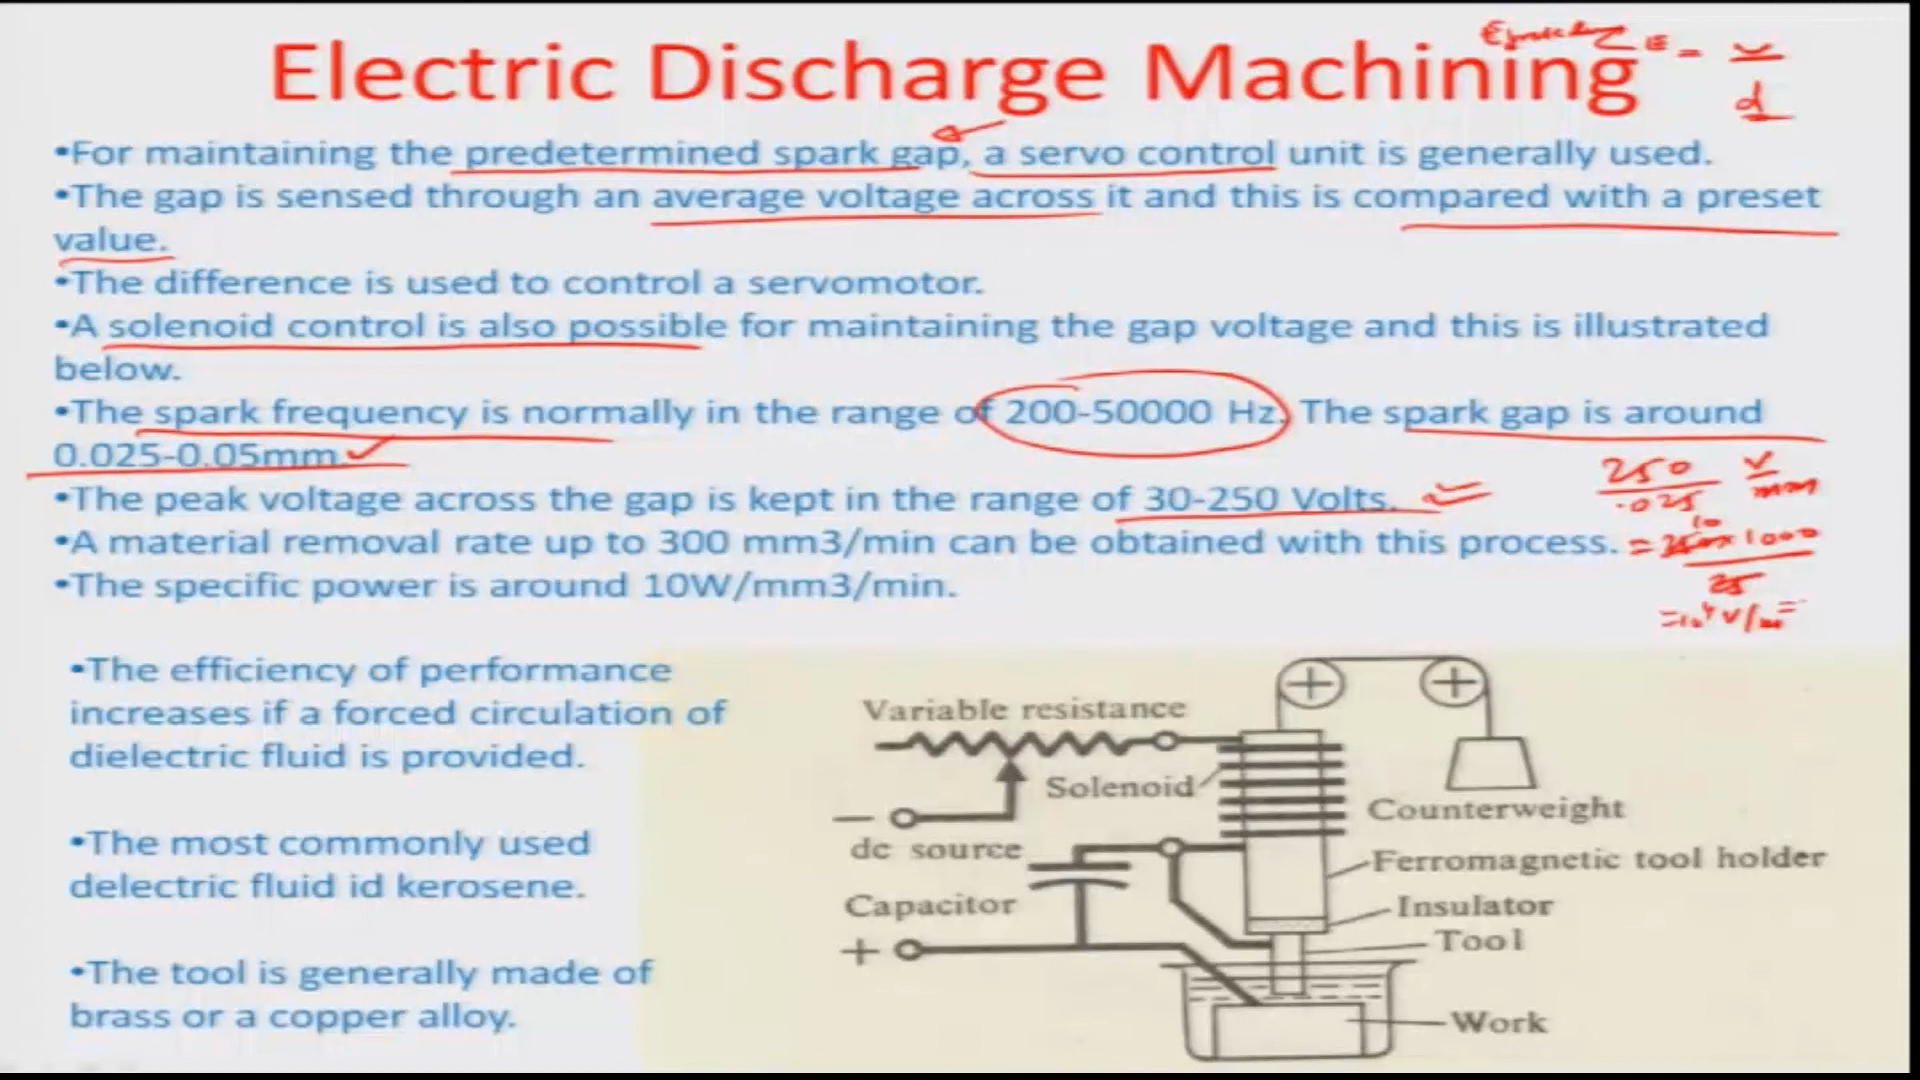 Electric Discharge Machining
E = V
d
•For maintaining the predetermined spark gap, a servo control unit is generally used.
•The gap is sensed through an average voltage across it and this is compared with a preset
value.
•The difference is used to control a servomotor.
•A solenoid control is also possible for maintaining the gap voltage and this is illustrated
below.
•The spark frequency is normally in the range of 200-50000 Hz. The spark gap is around
0.025-0.05mm.
250 V
.025 mm
•The peak voltage across the gap is kept in the range of 30-250 Volts.
•A material removal rate up to 300 mm3/min can be obtained with this process.
10
= 250 x 1000
25
•The specific power is around 10W/mm3/min.
•The efficiency of performance
increases if a forced circulation of
dielectric fluid is provided.
•The most commonly used
delectric fluid id kerosene.
•The tool is generally made of
brass or a copper alloy.
Variable resistance
Solenoid
Counterweight
dc source
Ferromagnetic tool holder
Capacitor
Insulator
Tool
Work